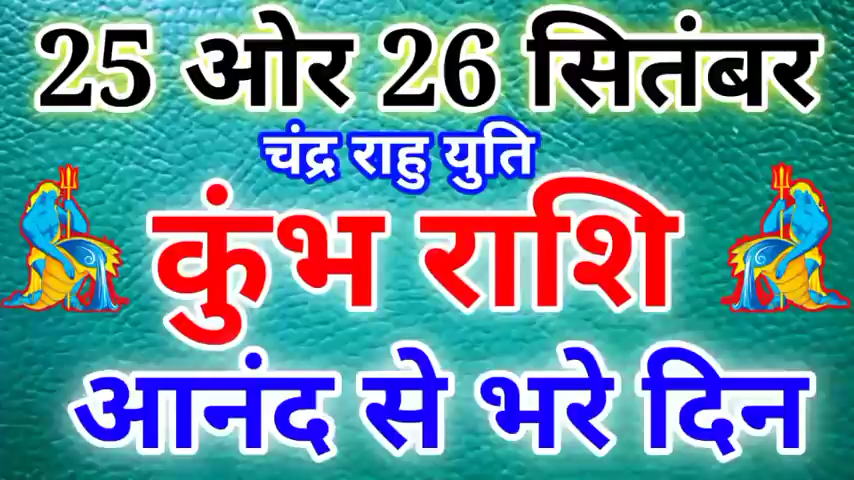 25 ओर 26 सितंबर
चंद्र राहु युति
कुंभ राशि
आनंद से भरे दिन